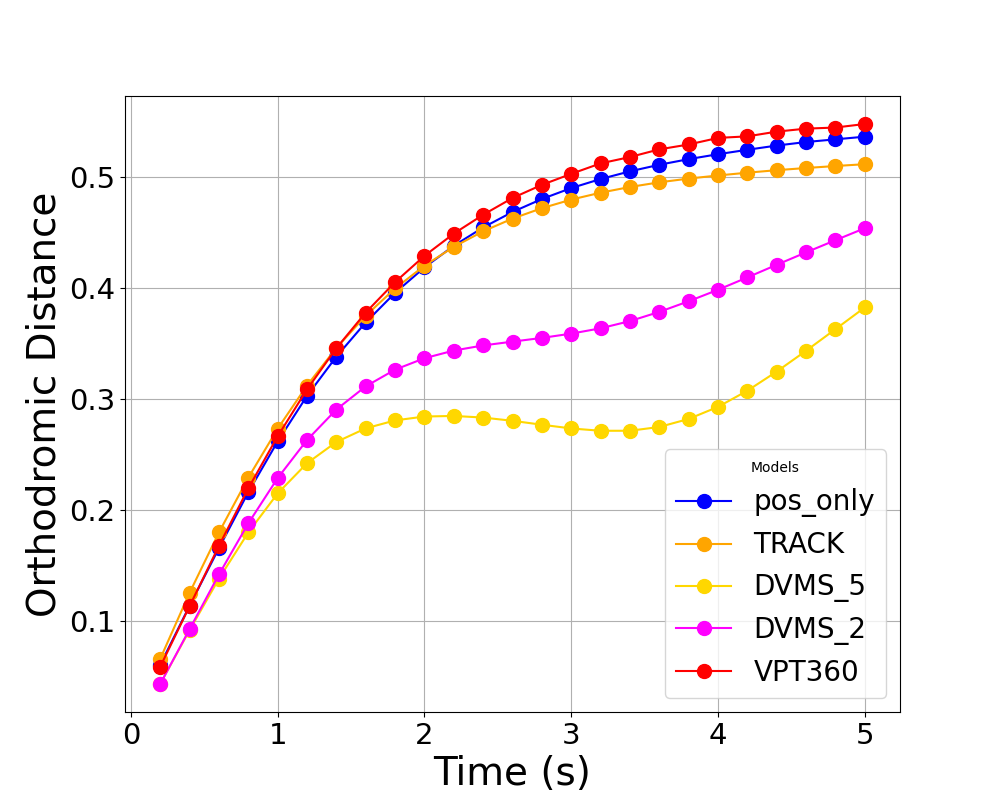 Orthodromic Distance
0.5
0.4
0.3
0.2
0.1
0 1 2 3 4 5
Time (s)
Models
pos_only
TRACK
DVMS_5
DVMS_2
VPT360